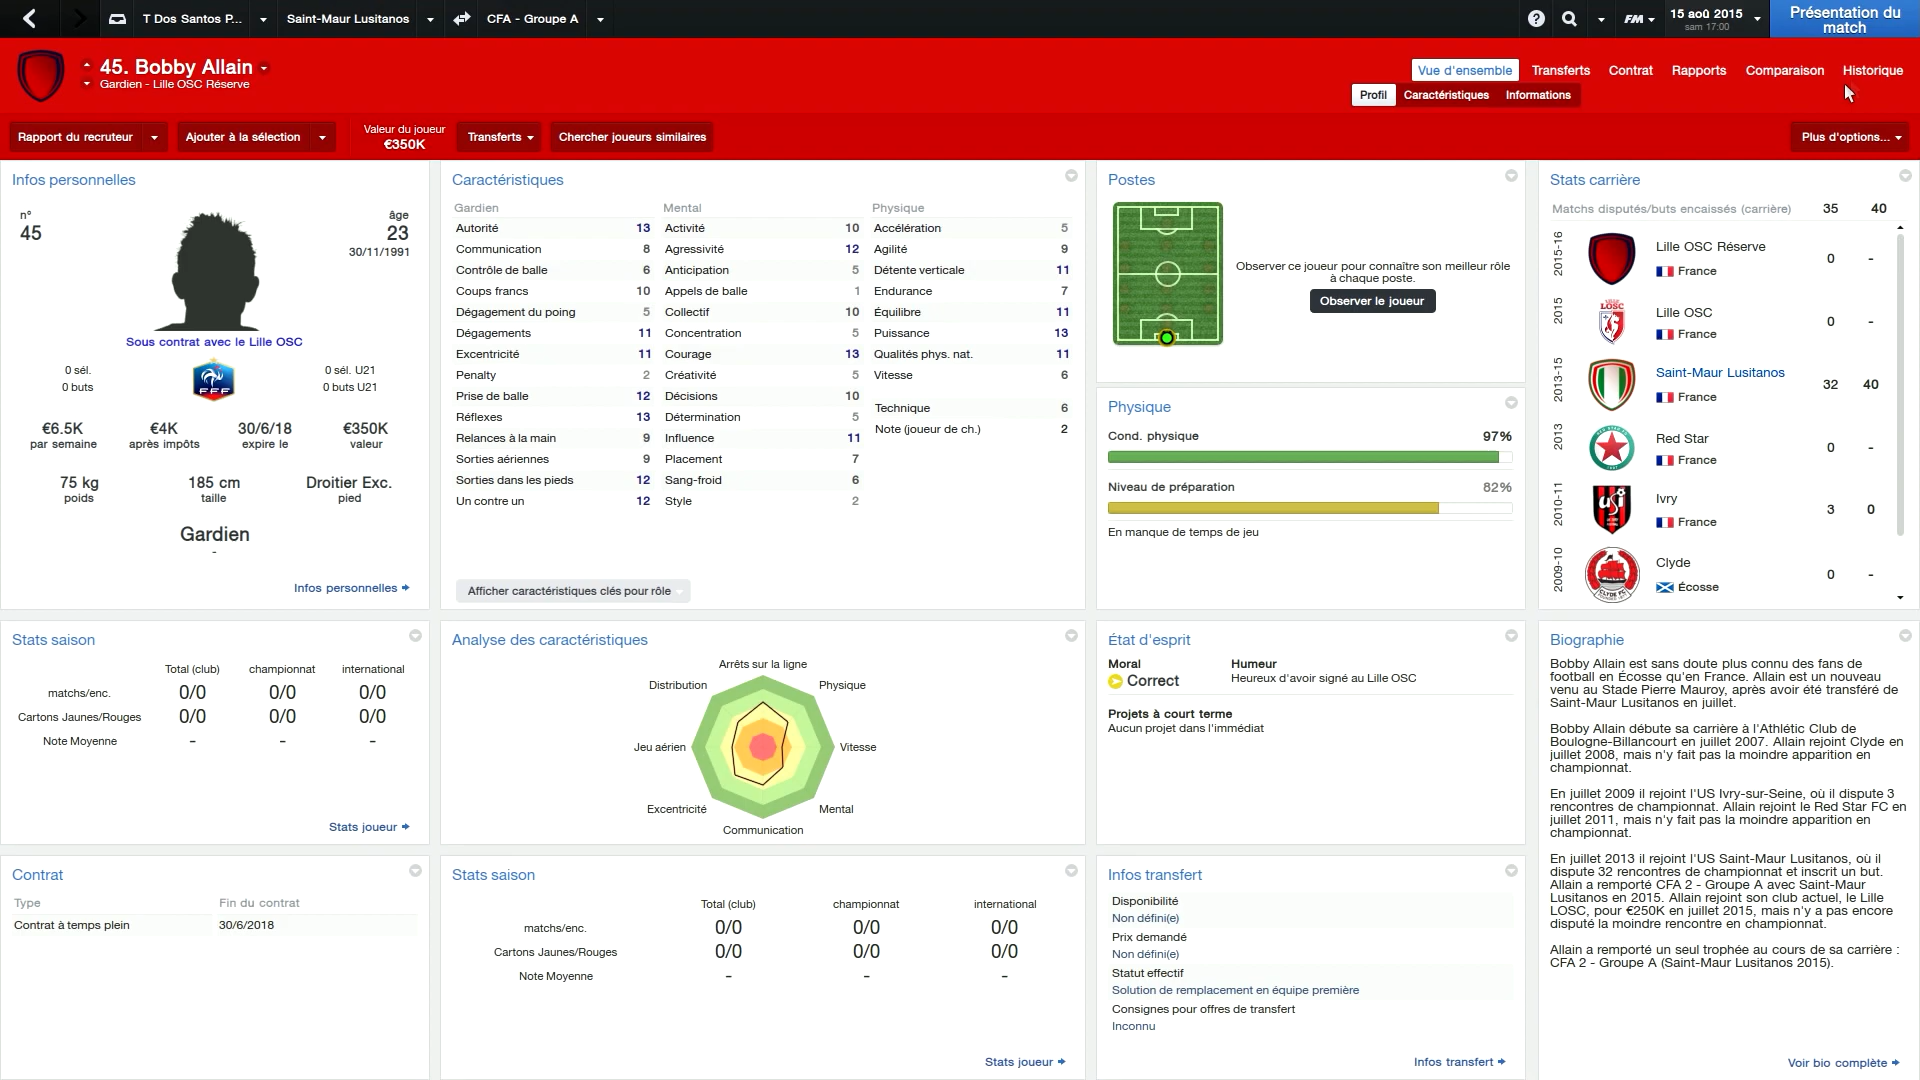 T Dos Santos P... Saint-Maur Lusitanos CFA - Groupe A
FM 15 aoû 2015
sam 17:00
Présentation du
match
45. Bobby Allain
Gardien - Lille OSC Réserve
Vue d'ensemble Transferts Contrat Rapports Comparaison Historique
Profil Caractéristiques Informations
Rapport du recruteur Ajouter à la sélection
Valeur du joueur
€350K
Transferts Chercher joueurs similaires Plus d'options...
Infos personnelles
n°
45
âge
23
30/11/1991
Sous contrat avec le Lille OSC
0 sél.
0 buts
FFF
0 sél. U21
0 buts U21
€6.5K €4K 30/6/18 €350K
par semaine après impôts expire le valeur
75 kg 185 cm Droitier Exc.
poids taille pied
Gardien
-
Infos personnelles
Caractéristiques
Gardien Mental Physique
Autorité 13 Activité 10 Accélération 5
Communication 8 Agressivité 12 Agilité 9
Contrôle de balle 6 Anticipation 5 Détente verticale 11
Coups francs 10 Appels de balle 1 Endurance 7
Dégagement du poing 5 Collectif 10 Équilibre 11
Dégagements 11 Concentration 5 Puissance 13
Excentricité 11 Courage 13 Qualités phys. nat. 11
Penalty 2 Créativité 5 Vitesse 6
Prise de balle 12 Décisions 10
Technique 6
Réflexes 13 Détermination 5
Note (joueur de ch.) 2
Relances à la main 9 Influence 11
Sorties aériennes 9 Placement 7
Sorties dans les pieds 12 Sang-froid 6
Un contre un 12 Style 2
Afficher caractéristiques clés pour rôle
Postes
Observer ce joueur pour connaître son meilleur rôle
à chaque poste.
Observer le joueur
Physique
Cond. physique 97%
Niveau de préparation 82%
En manque de temps de jeu
Stats carrière
Matchs disputés/buts encaissés (carrière) 35 40
2015-16 Lille OSC Réserve France 0 -
2015 Lille OSC France 0 -
2013-15 Saint-Maur Lusitanos France 32 40
2013 Red Star France 0 -
2010-11 Ivry France 3 0
2009-10 Clyde Écosse 0 -
Stats saison
Total (club) championnat international
matchs/enc. 0/0 0/0 0/0
Cartons Jaunes/Rouges 0/0 0/0 0/0
Note Moyenne - - -
Stats joueur
Analyse des caractéristiques
Arrêts sur la ligne
Distribution Physique
Jeu aérien Vitesse
Excentricité Mental
Communication
État d'esprit
Moral Humeur
Correct Heureux d'avoir signé au Lille OSC
Projets à court terme
Aucun projet dans l'immédiat
Biographie
Bobby Allain est sans doute plus connu des fans de
football en Écosse qu'en France. Allain est un nouveau
venu au Stade Pierre Mauroy, après avoir été transféré de
Saint-Maur Lusitanos en juillet.
Bobby Allain débute sa carrière à l'Athlétic Club de
Boulogne-Billancourt en juillet 2007. Allain rejoint Clyde en
juillet 2008, mais n'y fait pas la moindre apparition en
championnat.
En juillet 2009 il rejoint l'US Ivry-sur-Seine, où il dispute 3
rencontres de championnat. Allain rejoint le Red Star FC en
juillet 2011, mais n'y fait pas la moindre apparition en
championnat.
En juillet 2013 il rejoint l'US Saint-Maur Lusitanos, où il
dispute 32 rencontres de championnat et inscrit un but.
Allain a remporté CFA 2 - Groupe A avec Saint-Maur
Lusitanos en 2015. Allain rejoint son club actuel, le Lille
LOSC, pour €250K en juillet 2015, mais n'y a pas encore
disputé la moindre rencontre en championnat.
Allain a remporté un seul trophée au cours de sa carrière :
CFA 2 - Groupe A (Saint-Maur Lusitanos 2015).
Voir bio complète
Contrat
Type Fin du contrat
Contrat à temps plein 30/6/2018
Stats saison
Total (club) championnat international
matchs/enc. 0/0 0/0 0/0
Cartons Jaunes/Rouges 0/0 0/0 0/0
Note Moyenne - - -
Stats joueur
Infos transfert
Disponibilité
Non défini(e)
Prix demandé
Non défini(e)
Statut effectif
Solution de remplacement en équipe première
Consignes pour offres de transfert
Inconnu
Infos transfert